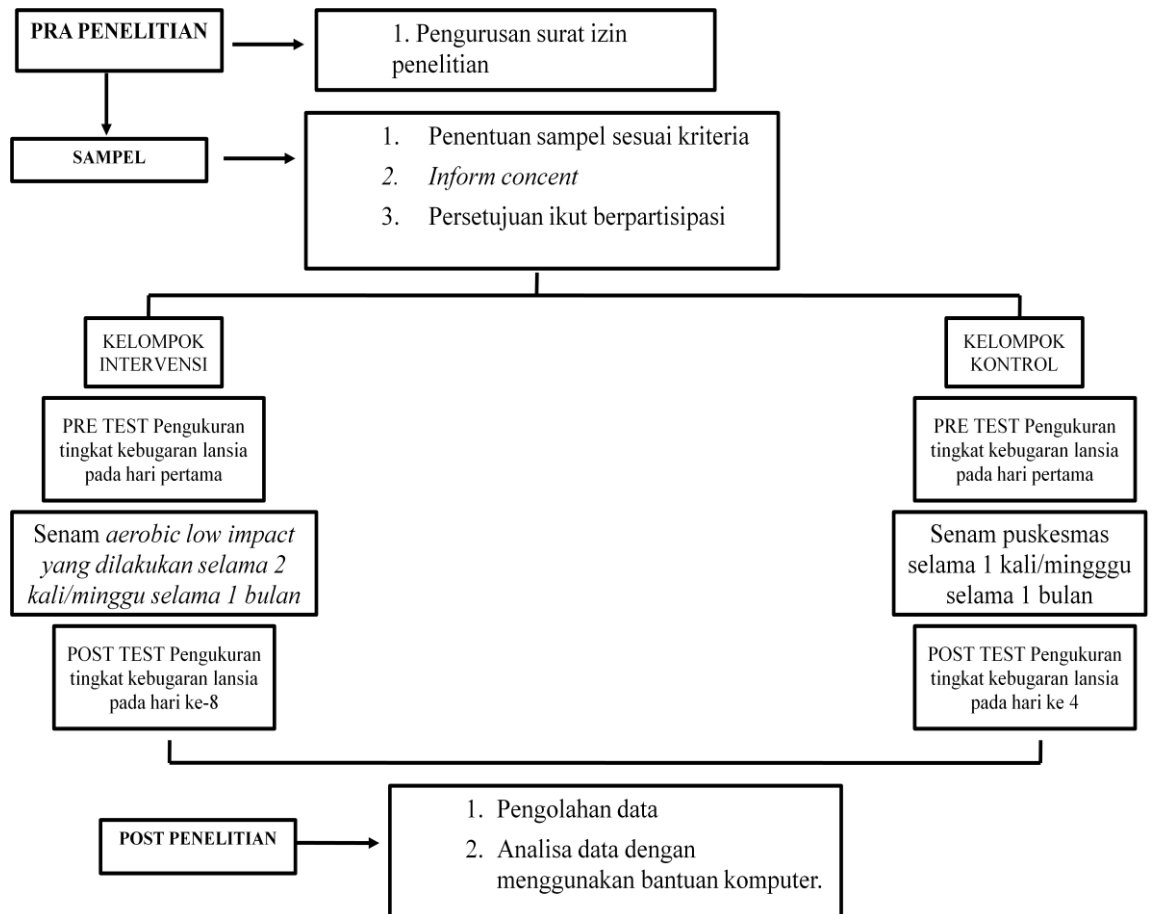 PRA PENELITIAN
1. Pengurusan surat izin
penelitian
SAMPEL
1. Penentuan sampel sesuai kriteria
2. Inform concent
3. Persetujuan ikut berpartisipasi
KELOMPOK
INTERVENSI
KELOMPOK
KONTROL
PRE TEST Pengukuran
tingkat kebugaran lansia
pada hari pertama
PRE TEST Pengukuran
tingkat kebugaran lansia
pada hari pertama
Senam aerobic low impact
yang dilakukan selama 2
kali/minggu selama 1 bulan
Senam puskesmas
selama 1 kali/mingggu
selama 1 bulan
POST TEST Pengukuran
tingkat kebugaran lansia
pada hari ke-8
POST TEST Pengukuran
tingkat kebugaran lansia
pada hari ke 4
POST PENELITIAN
1. Pengolahan data
2. Analisa data dengan
menggunakan bantuan komputer.